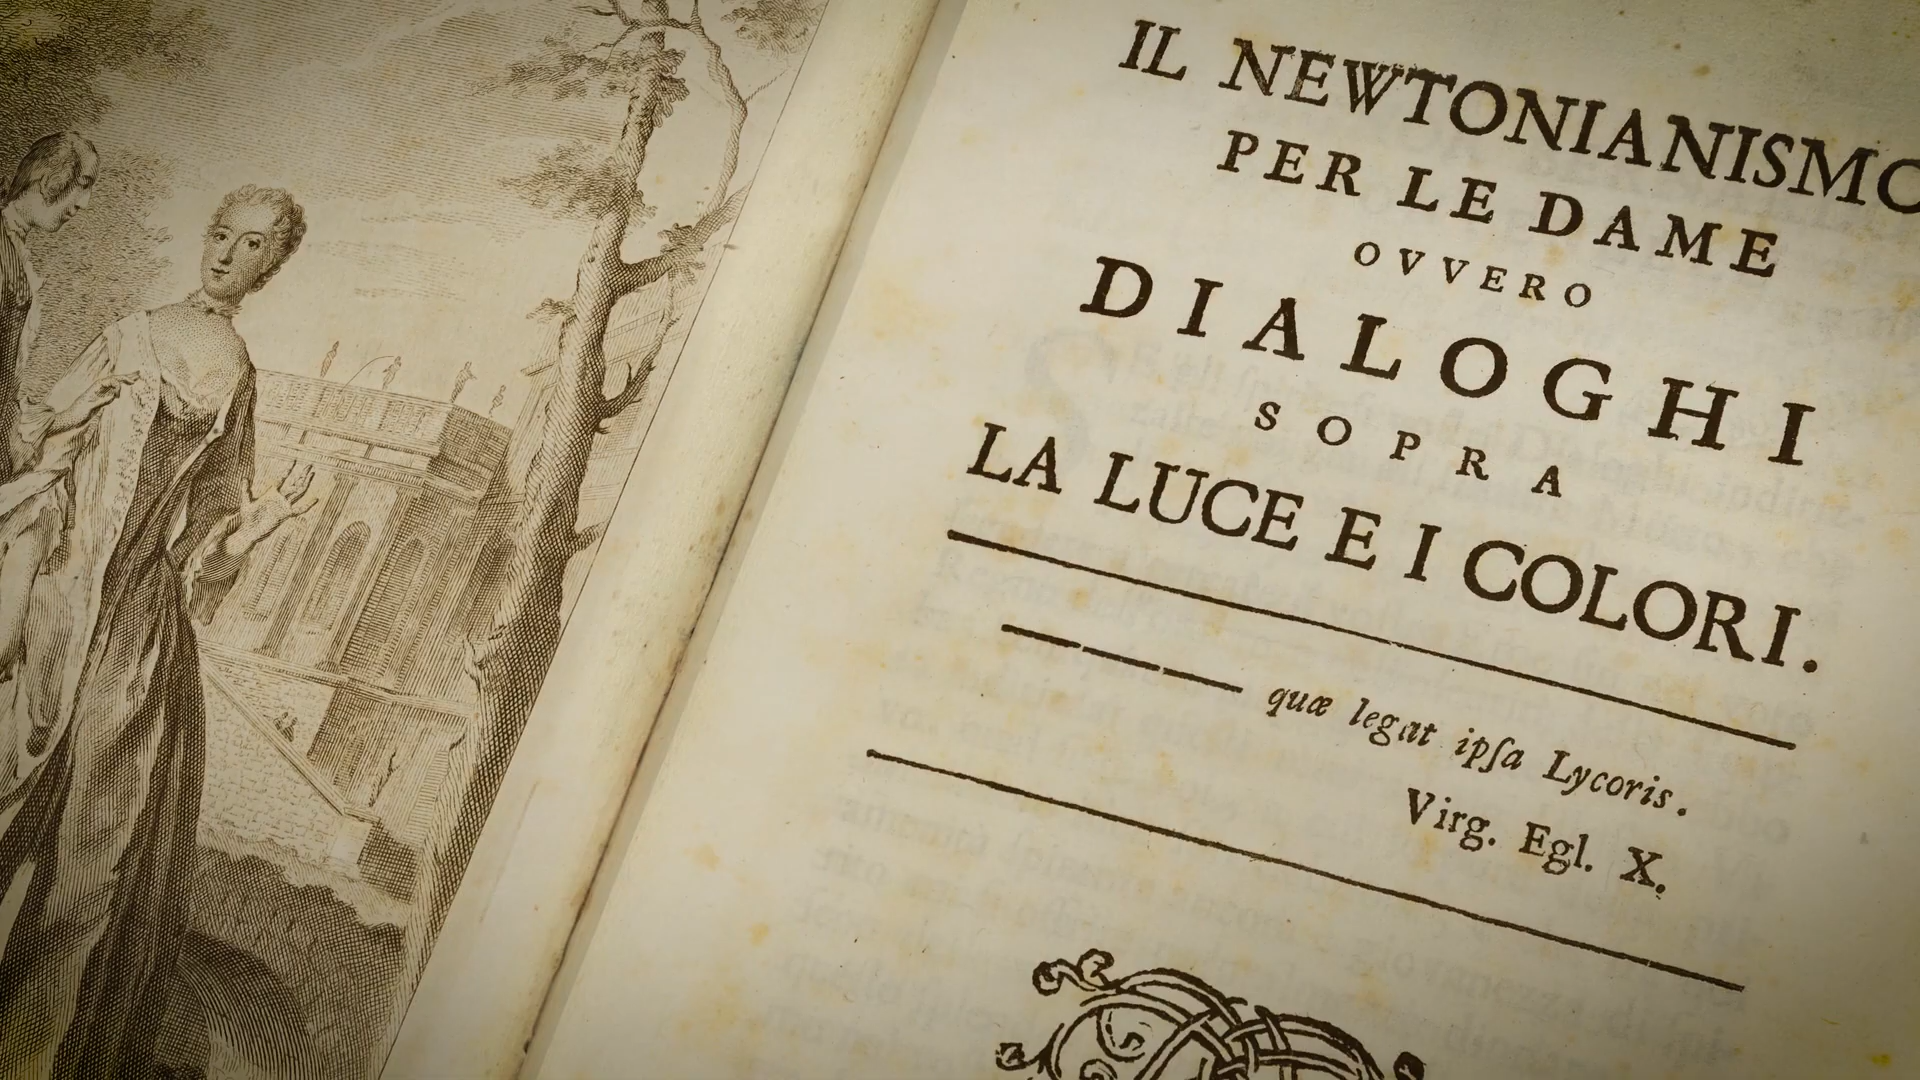 IL NEWTONIANISMO
PER LE DAME
OVVERO
DIALOGHI
SOPRA
LA LUCE E I COLORI.
quæ legat ipſa Lycoris.
Virg. Egl. X.